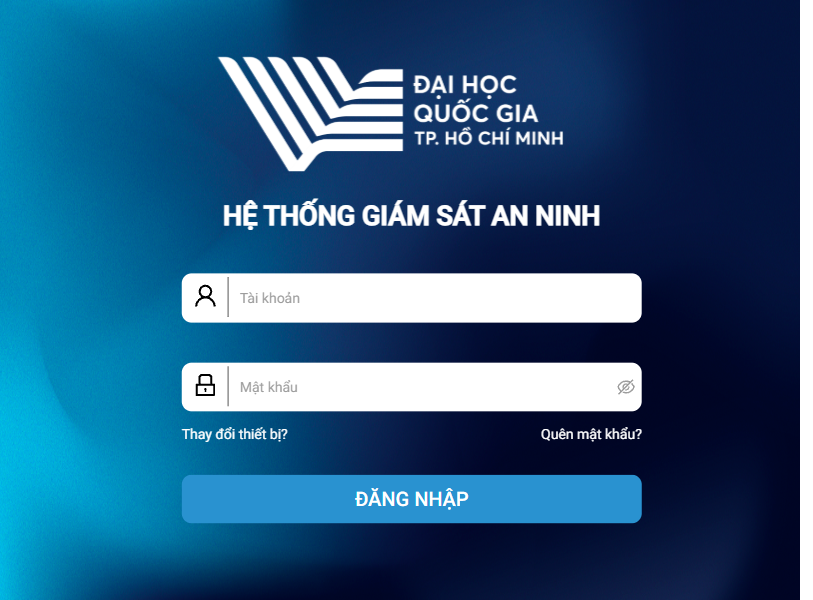 ĐẠI HỌC
QUỐC GIA
TP. HỒ CHÍ MINH
HỆ THỐNG GIÁM SÁT AN NINH
Tài khoản
Mật khẩu
Thay đổi thiết bị? Quên mật khẩu?
ĐĂNG NHẬP